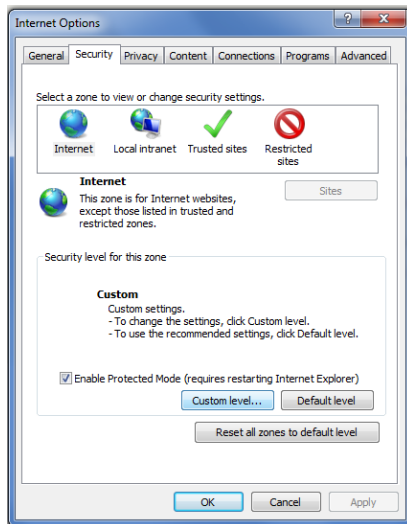 Internet Options
General Security Privacy Content Connections Programs Advanced
Select a zone to view or change security settings.
Internet Local intranet Trusted sites Restricted
sites
Internet
This zone is for Internet websites,
except those listed in trusted and
restricted zones.
Sites
Security level for this zone
Custom
Custom settings.
- To change the settings, click Custom level.
- To use the recommended settings, click Default level.
Enable Protected Mode (requires restarting Internet Explorer)
Custom level... Default level
Reset all zones to default level
OK Cancel Apply